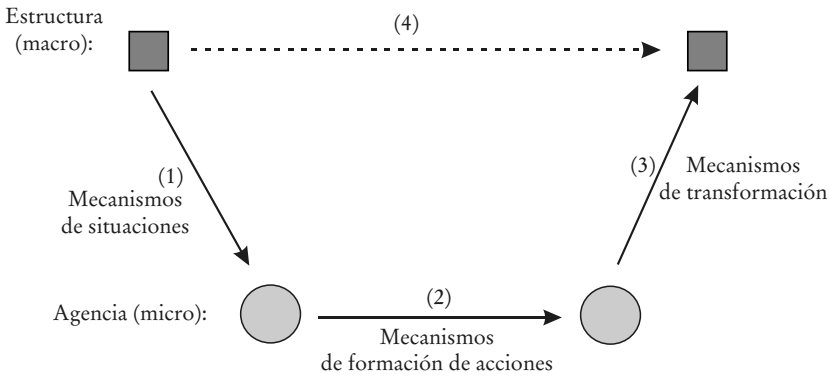 Estructura
(macro):
(4)
(1)
Mecanismos
de situaciones
(3)
Mecanismos
de transformación
Agencia (micro):
(2)
Mecanismos
de formación de acciones